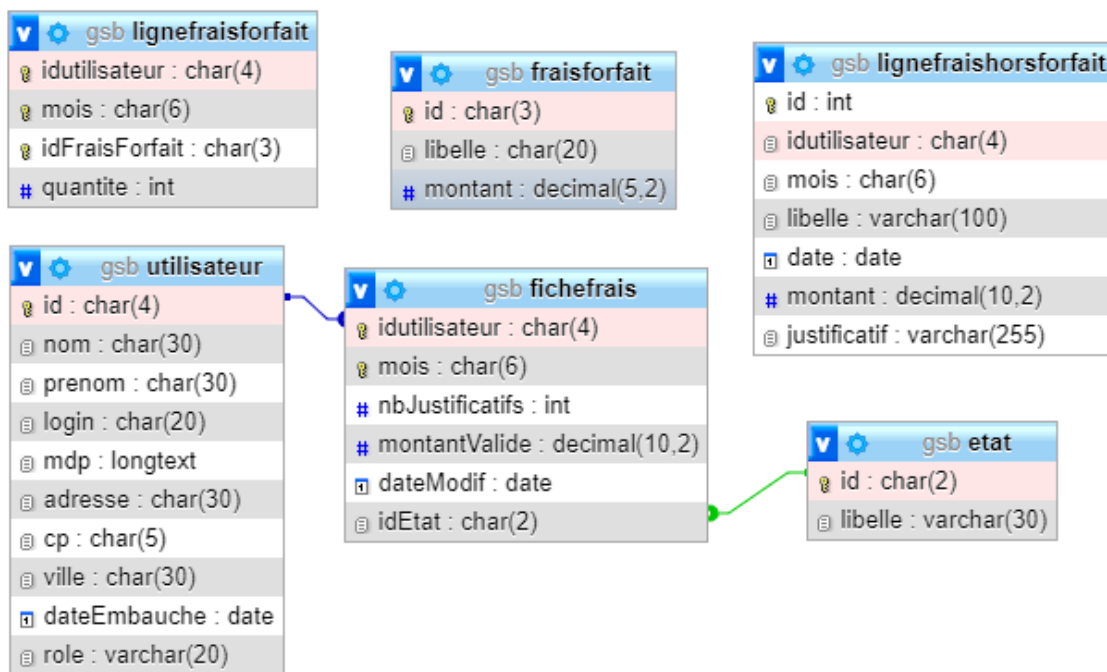 v gsb lignefraisforfait
idutilisateur : char(4)
mois : char(6)
idFraisForfait : char(3)
# quantite : int
v gsb fraisforfait
id : char(3)
libelle : char(20)
# montant : decimal(5,2)
v gsb lignefraishorsforfait
id : int
idutilisateur : char(4)
mois : char(6)
libelle : varchar(100)
date : date
# montant : decimal(10,2)
justificatif : varchar(255)
v gsb utilisateur
id : char(4)
nom : char(30)
prenom : char(30)
login : char(20)
mdp : longtext
adresse : char(30)
cp : char(5)
ville : char(30)
dateEmbauche : date
role : varchar(20)
v gsb fichefrais
idutilisateur : char(4)
mois : char(6)
# nbJustificatifs : int
# montantValide : decimal(10,2)
dateModif : date
idEtat : char(2)
v gsb etat
id : char(2)
libelle : varchar(30)